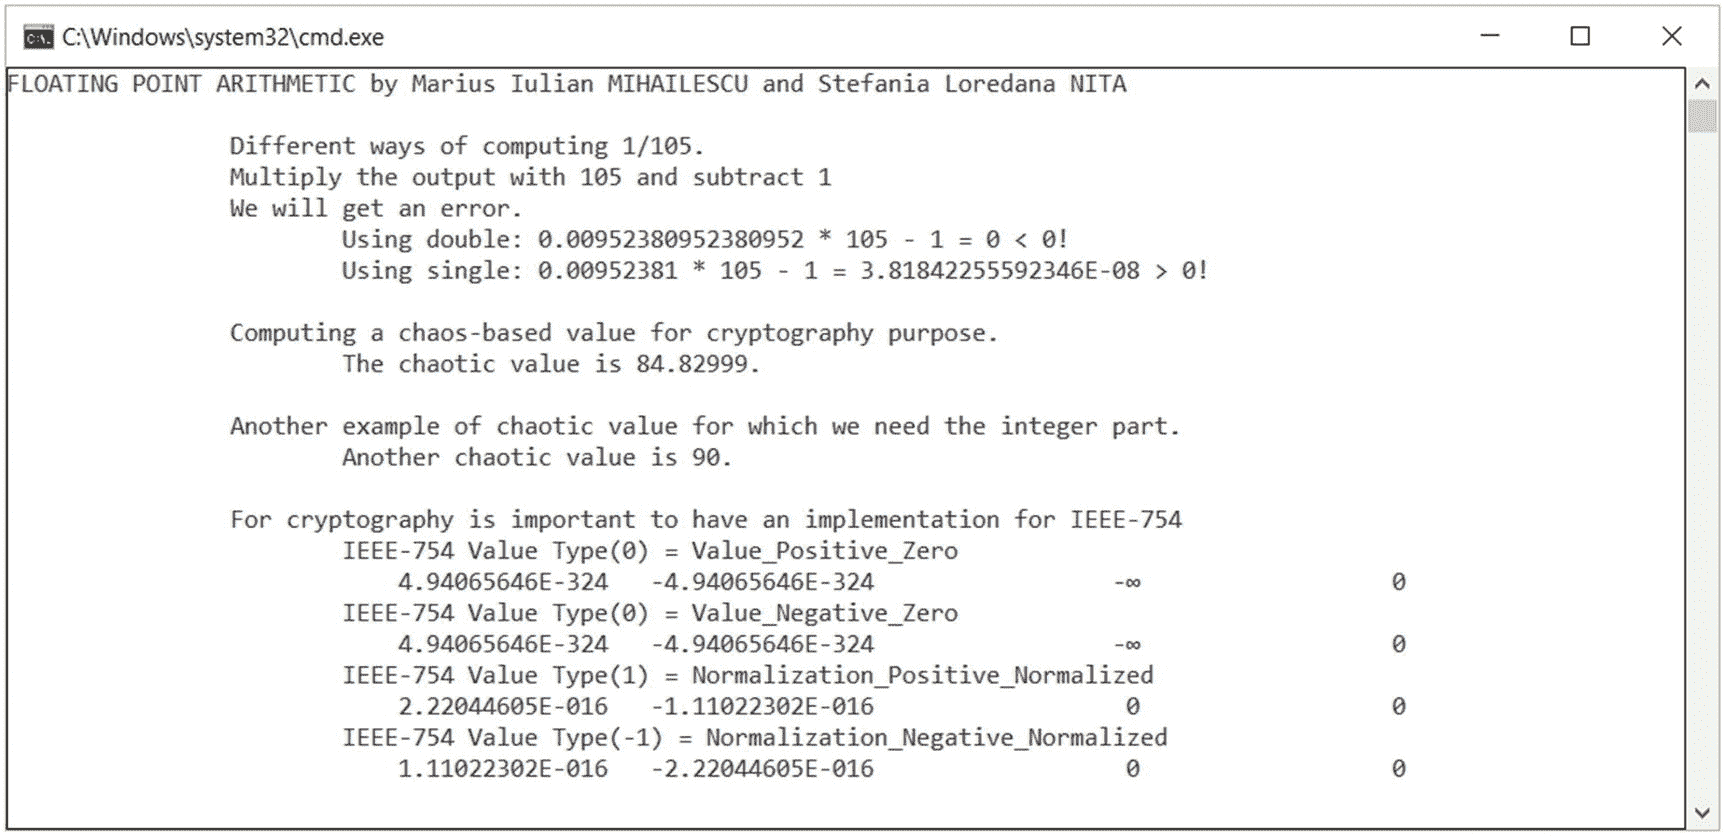 C:\Windows\system32\cmd.exe
FLOATING POINT ARITHMETIC by Marius Iulian MIHAILESCU and Stefania Loredana NITA
Different ways of computing 1/105.
Multiply the output with 105 and subtract 1
We will get an error.
Using double: 0.00952380952380952 * 105 - 1 = 0 < 0!
Using single: 0.00952381 * 105 - 1 = 3.81842255592346E-08 > 0!
Computing a chaos-based value for cryptography purpose.
The chaotic value is 84.82999.
Another example of chaotic value for which we need the integer part.
Another chaotic value is 90.
For cryptography is important to have an implementation for IEEE-754
IEEE-754 Value Type(0) = Value_Positive_Zero
4.94065646E-324 -4.94065646E-324 -∞ 0
IEEE-754 Value Type(0) = Value_Negative_Zero
4.94065646E-324 -4.94065646E-324 -∞ 0
IEEE-754 Value Type(1) = Normalization_Positive_Normalized
2.22044605E-016 -1.11022302E-016 0 0
IEEE-754 Value Type(-1) = Normalization_Negative_Normalized
1.11022302E-016 -2.22044605E-016 0 0